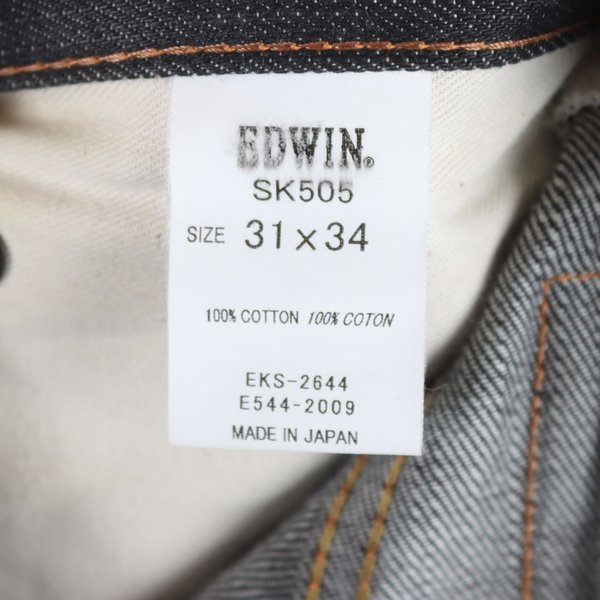 EDWIN®
SK505
SIZE 31×34
100% COTTON 100% COTON
EKS-2644
E544-2009
MADE IN JAPAN